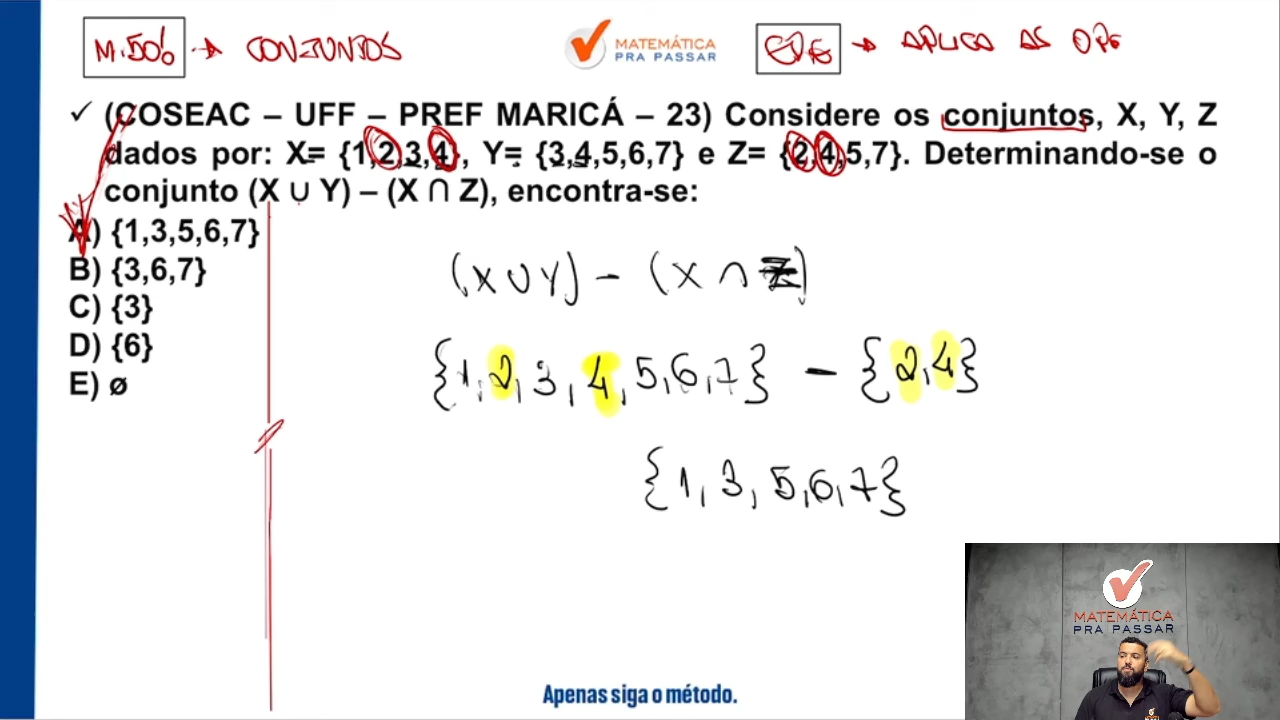 M.50% → CONJUNTOS
MATEMÁTICA
PRA PASSAR
→ APLICA AS OPE
✓ (COSEAC – UFF – PREF MARICÁ – 23) Considere os conjuntos, X, Y, Z
dados por: X= {1,2,3,4}, Y= {3,4,5,6,7} e Z= {2,4,5,7}. Determinando-se o
conjunto (X ∪ Y) – (X ∩ Z), encontra-se:
A) {1,3,5,6,7}
B) {3,6,7}
C) {3}
D) {6}
E) ø
(X ∪ Y) – (X ∩ Z)
{1,2,3,4,5,6,7} – {2,4}
{1,3,5,6,7}
MATEMÁTICA
PRA PASSAR
Apenas siga o método.